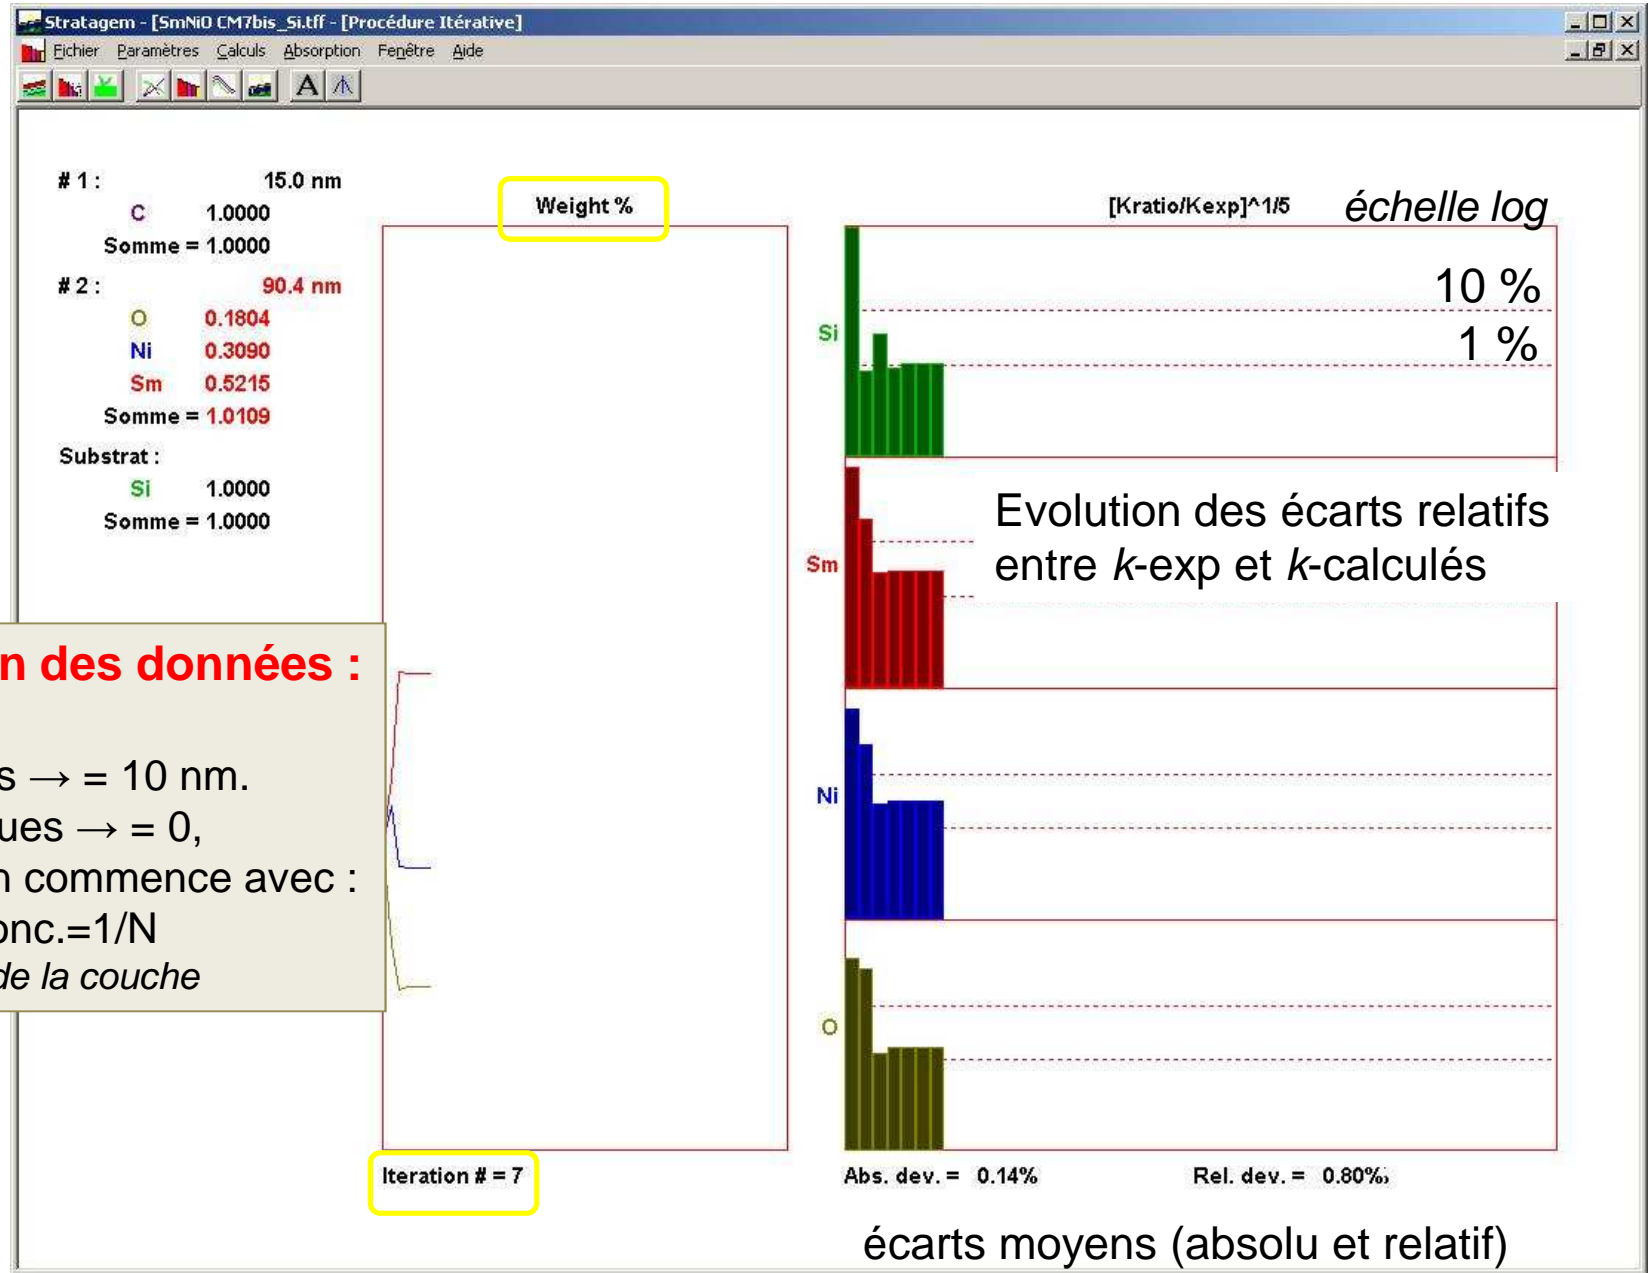 Stratagem - [SmNiO CM7bis_Si.tff - [Procédure Itérative]
Fichier Paramètres Calculs Absorption Fenêtre Aide
A
# 1 : 15.0 nm
C 1.0000
Somme = 1.0000
# 2 : 90.4 nm
O 0.1804
Ni 0.3090
Sm 0.5215
Somme = 1.0109
Substrat :
Si 1.0000
Somme = 1.0000
n des données :
s → = 10 nm.
ues → = 0,
n commence avec :
onc.=1/N
de la couche
Weight %
Iteration # = 7
[Kratio/Kexp]^1/5 échelle log
10 %
1 %
Si
Evolution des écarts relatifs
entre k-exp et k-calculés
Sm
Ni
O
Abs. dev. = 0.14% Rel. dev. = 0.80%
écarts moyens (absolu et relatif)